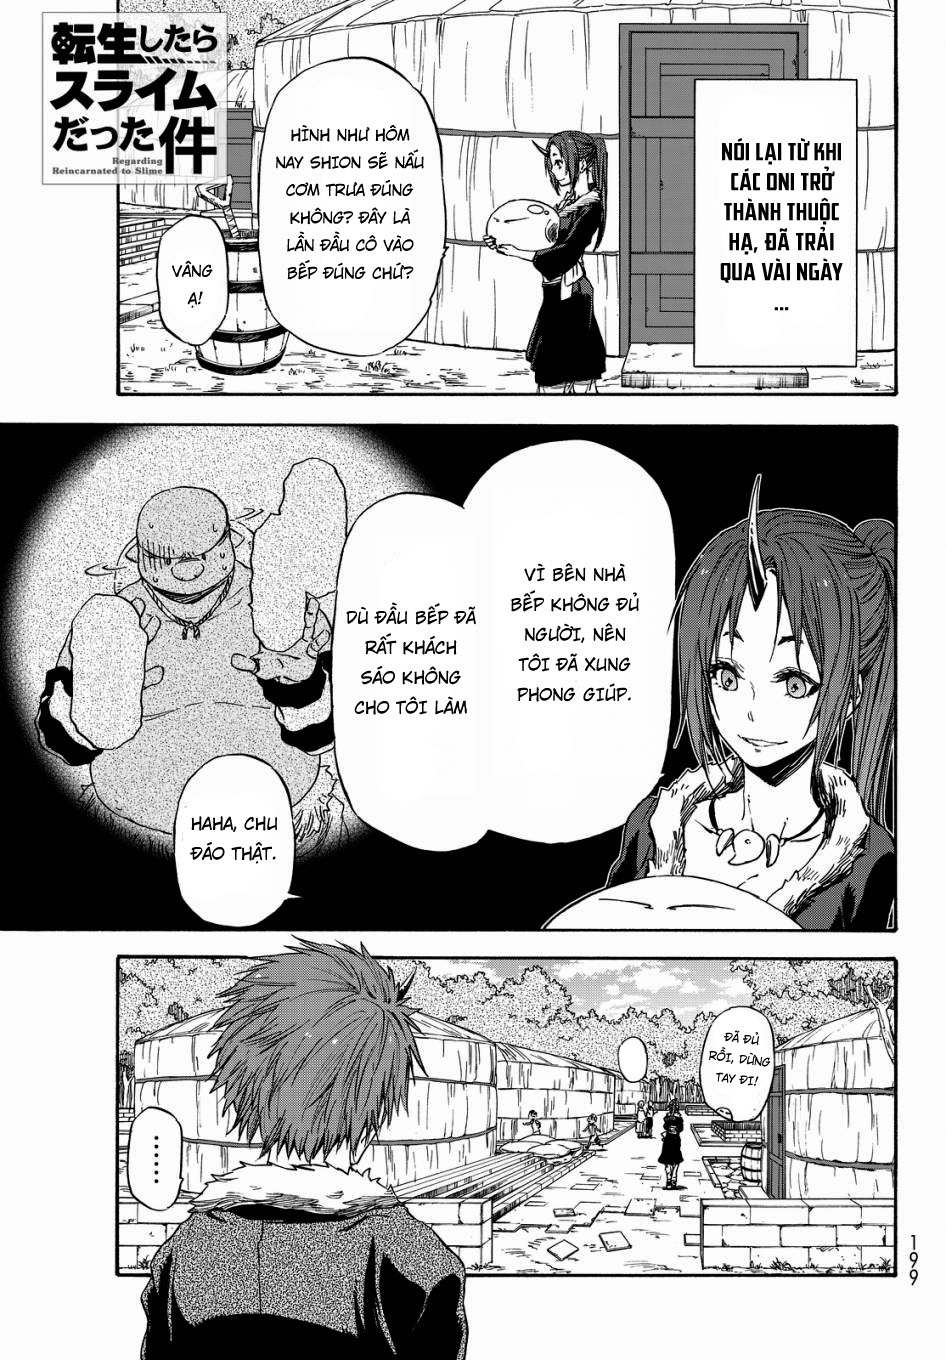 転生したら
スライム
だった件
Regarding
Reincarnated to Slime
NÓI LẠI TỪ KHI
CÁC ONI TRỞ
THÀNH THUỘC
HẠ, ĐÃ TRẢI
QUA VÀI NGÀY
...
HÌNH NHƯ HÔM
NAY SHION SẼ NẤU
CƠM TRƯA ĐÚNG
KHÔNG? ĐÂY LÀ
LẦN ĐẦU CÔ VÀO
BẾP ĐÚNG CHỨ?
VÂNG
Ạ!
VÌ BÊN NHÀ
BẾP KHÔNG ĐỦ
NGƯỜI, NÊN
TÔI ĐÃ XUNG
PHONG GIÚP.
DÙ ĐẦU BẾP ĐÃ
RẤT KHÁCH
SÁO KHÔNG
CHO TÔI LÀM
HAHA, CHU
ĐÁO THẬT.
ĐÃ ĐỦ
RỒI, DỪNG
TAY ĐI!
......
199